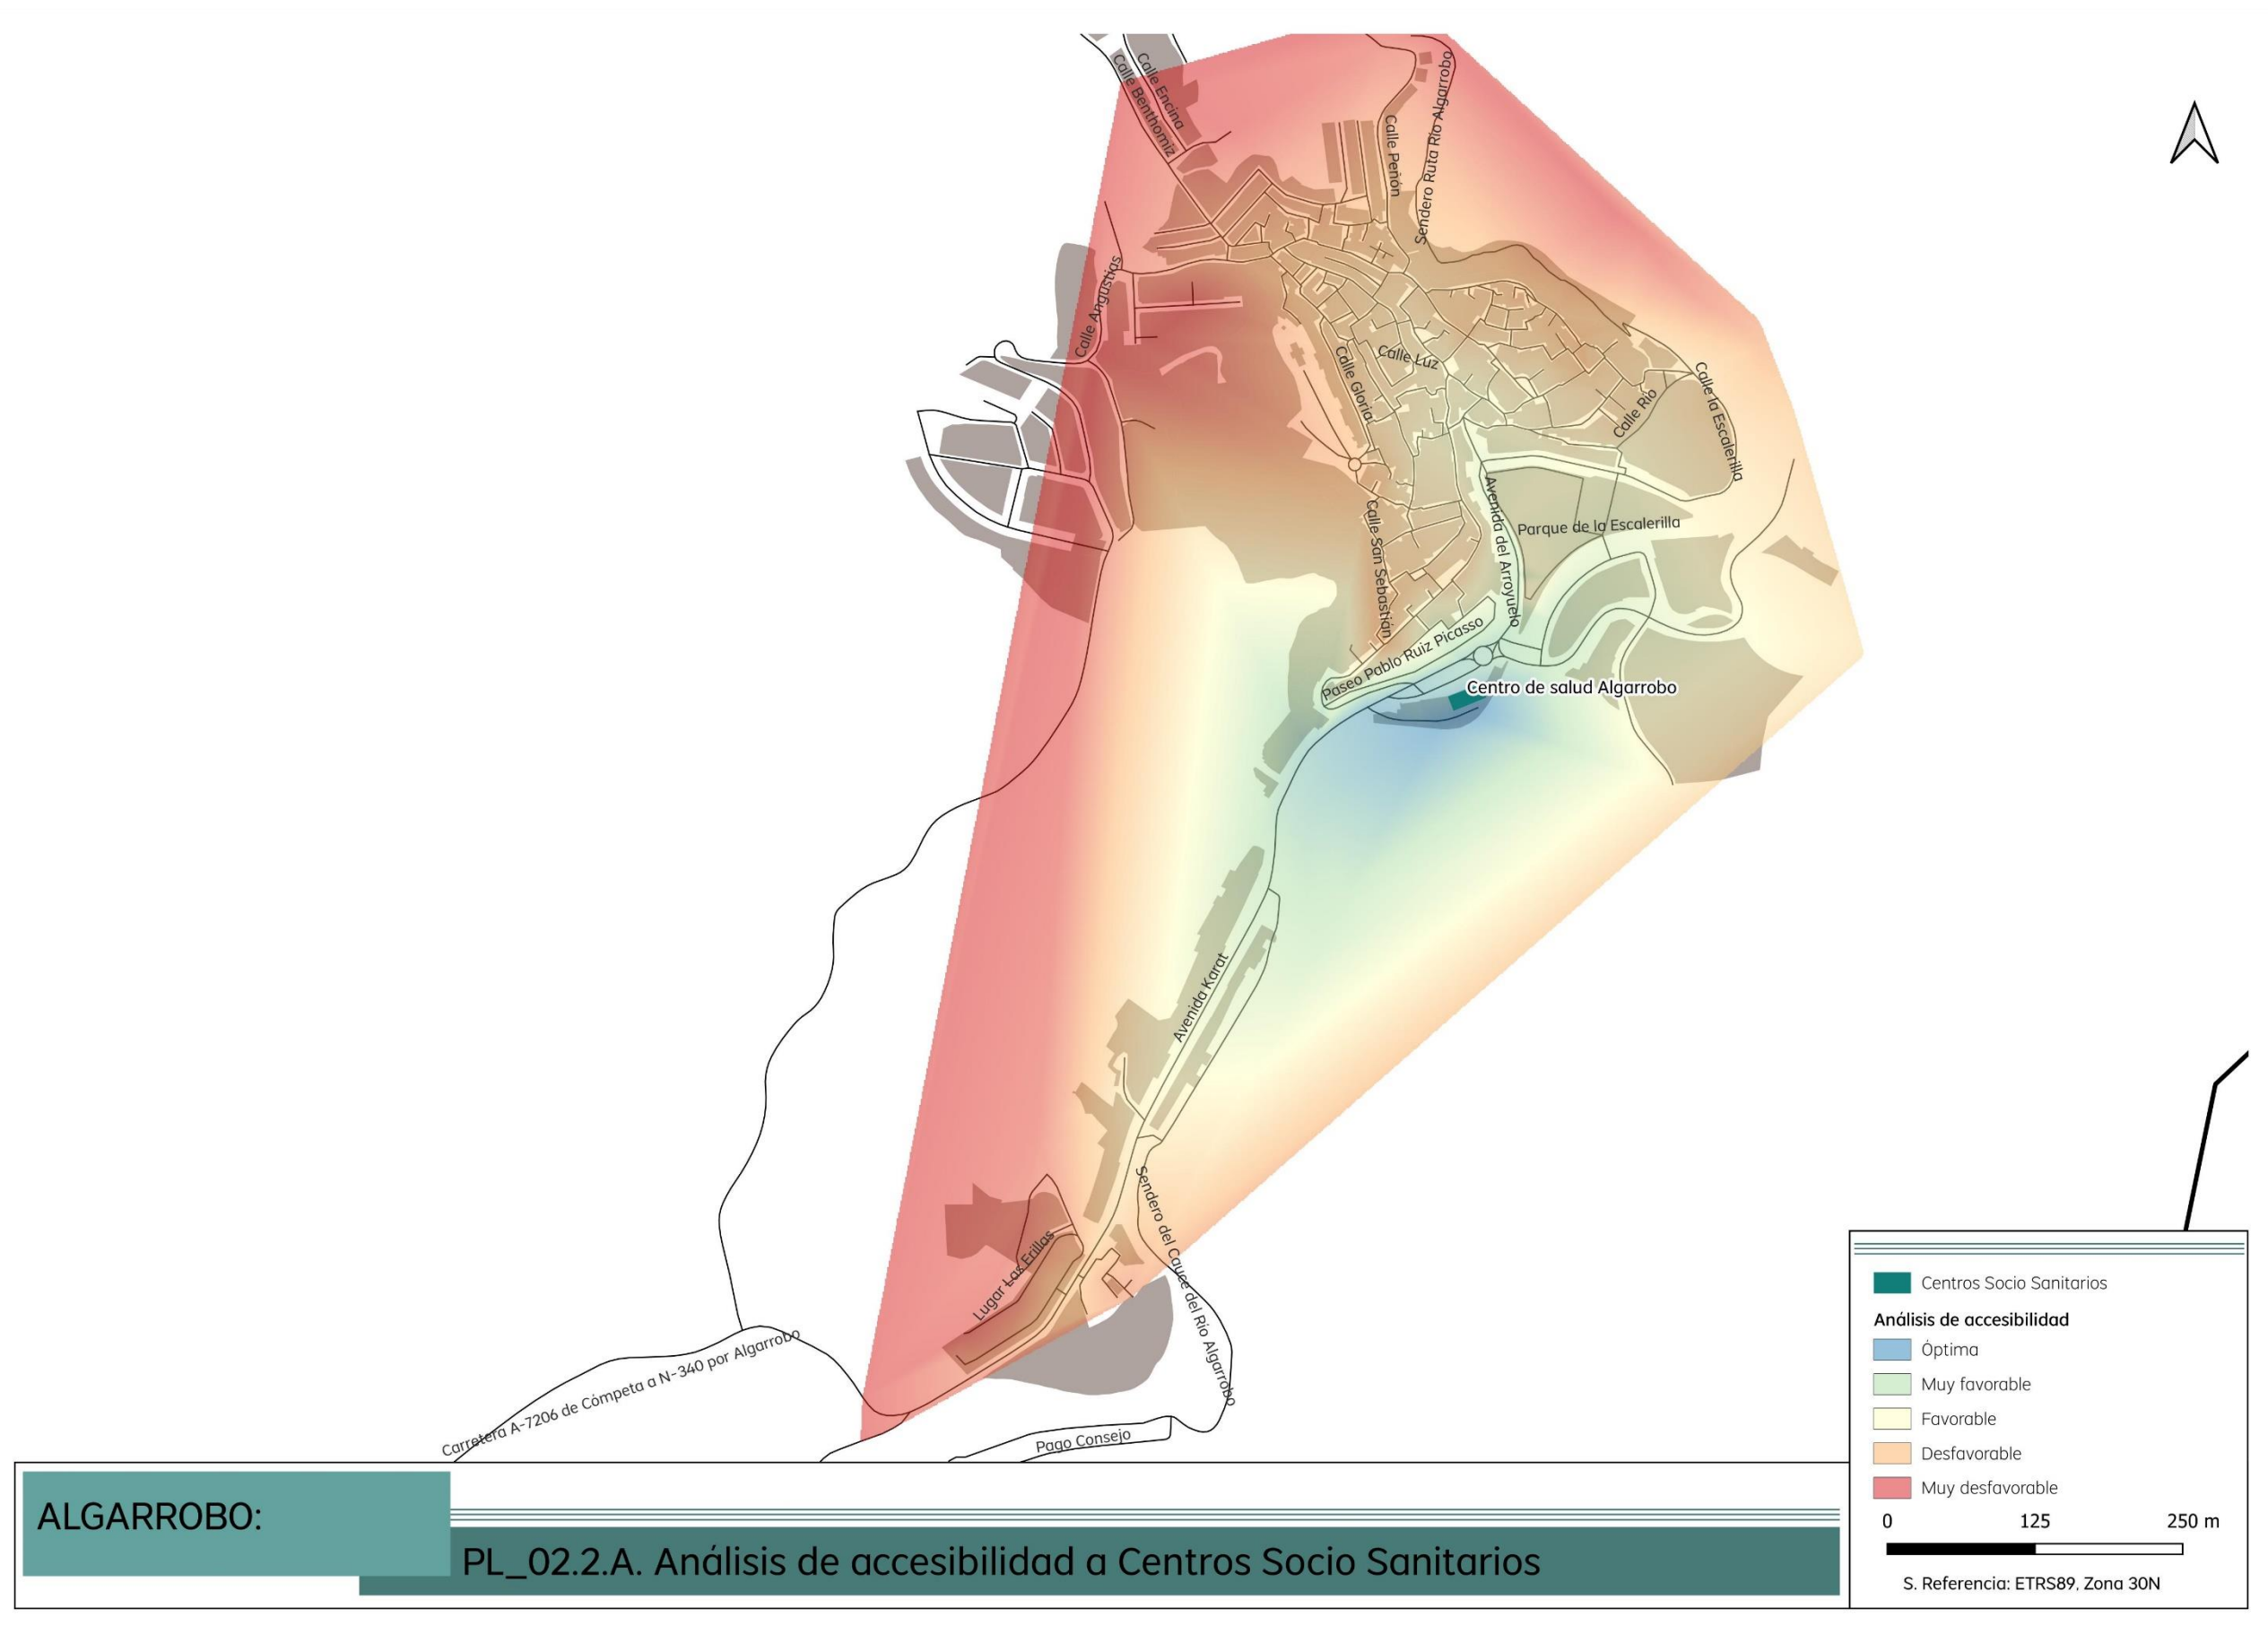 Calle Encina
Calle Benthomiz
Calle Peñón
Sendero Ruta Río Algarrobo
Calle Angustias
Calle Gloria
Calle Luz
Calle Río
Calle la Escalerilla
Calle San Sebastián
Avenida del Arroyuelo
Parque de la Escalerilla
Paseo Pablo Ruiz Picasso
Centro de salud Algarrobo
Avenida Karat
Sendero del Cauce del Río Algarrobo
Lugar Las Erillas
Carretera A-7206 de Cómpeta a N-340 por Algarrobo
Pago Consejo
Centros Socio Sanitarios
Análisis de accesibilidad
Óptima
Muy favorable
Favorable
Desfavorable
Muy desfavorable
0 125 250 m
S. Referencia: ETRS89, Zona 30N
ALGARROBO:
PL_02.2.A. Análisis de accesibilidad a Centros Socio Sanitarios